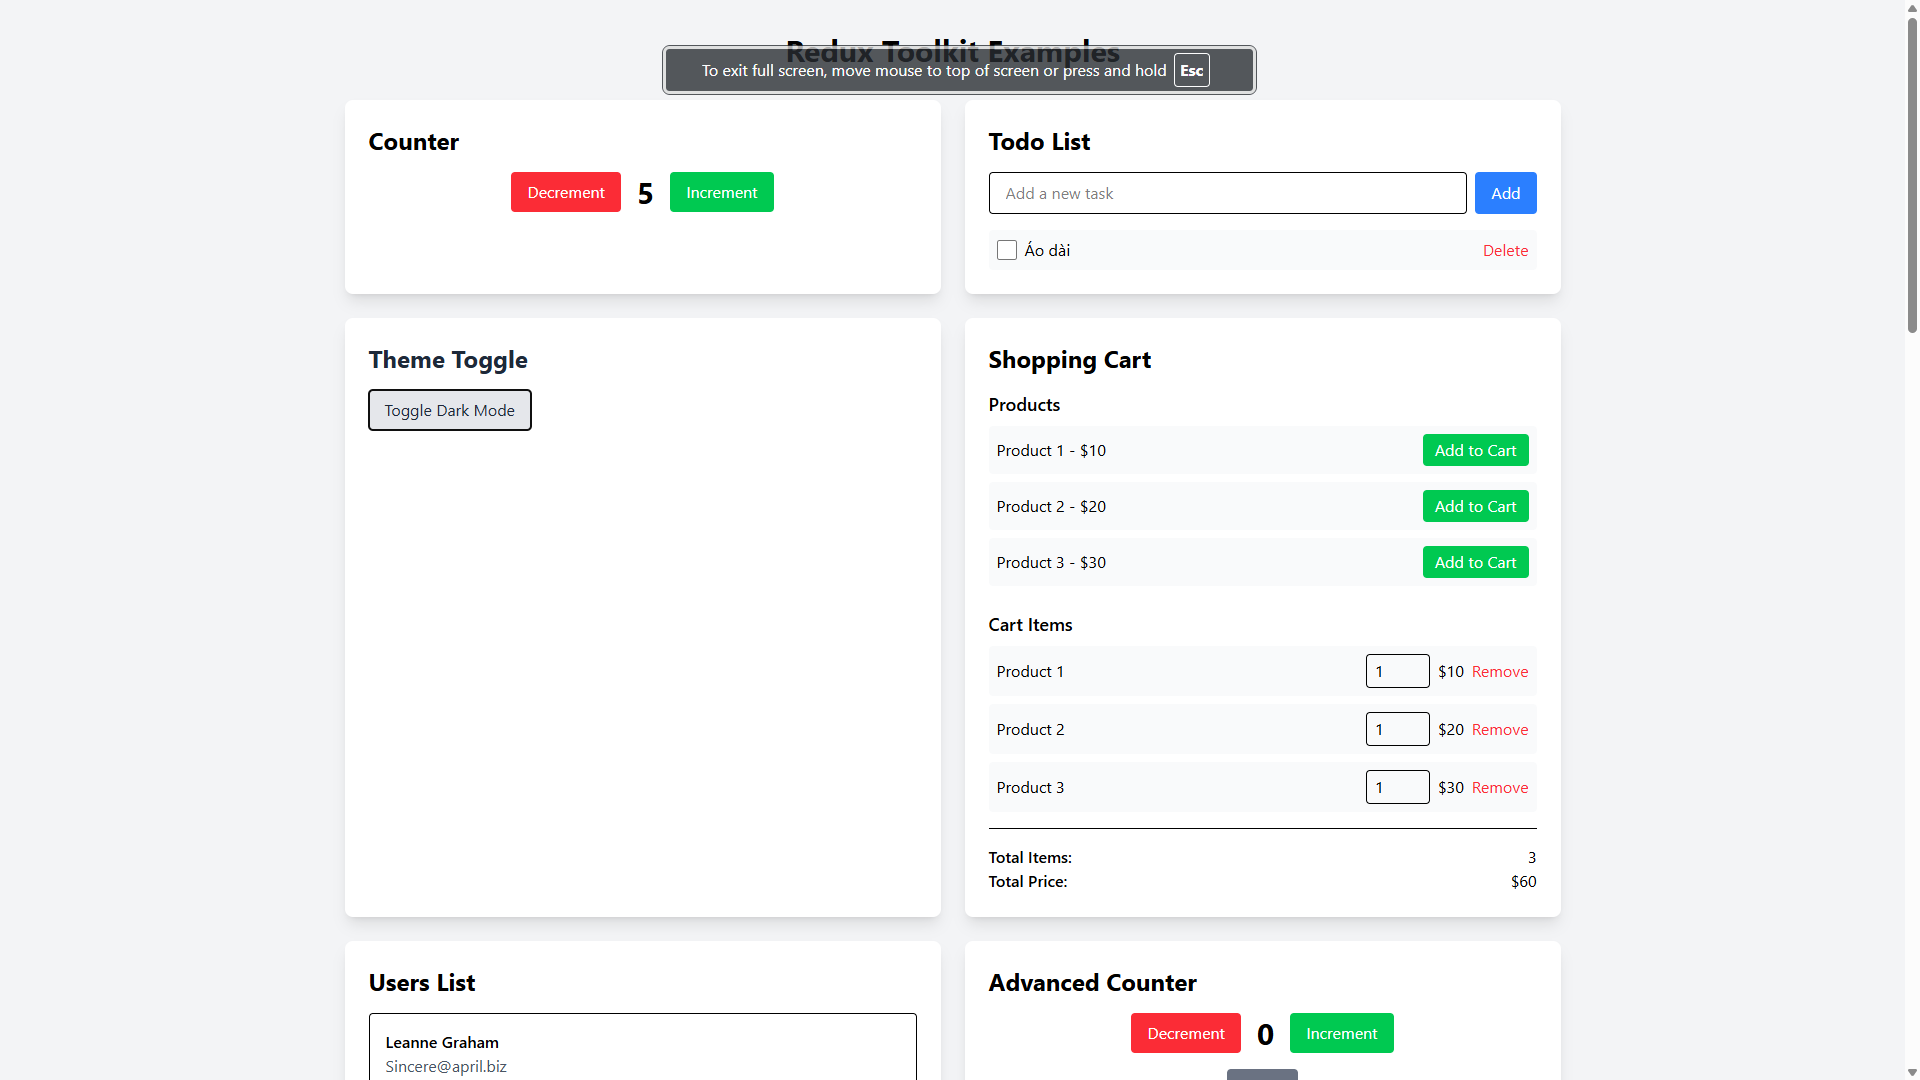 Redux Toolkit Examples
To exit full screen, move mouse to top of screen or press and hold Esc
Counter
Decrement 5 Increment
Todo List
Add a new task Add
Áo dài Delete
Theme Toggle
Toggle Dark Mode
Shopping Cart
Products
Product 1 - $10 Add to Cart
Product 2 - $20 Add to Cart
Product 3 - $30 Add to Cart
Cart Items
Product 1 1 $10 Remove
Product 2 1 $20 Remove
Product 3 1 $30 Remove
Total Items: 3
Total Price: $60
Users List
Leanne Graham
Sincere@april.biz
Advanced Counter
Decrement 0 Increment